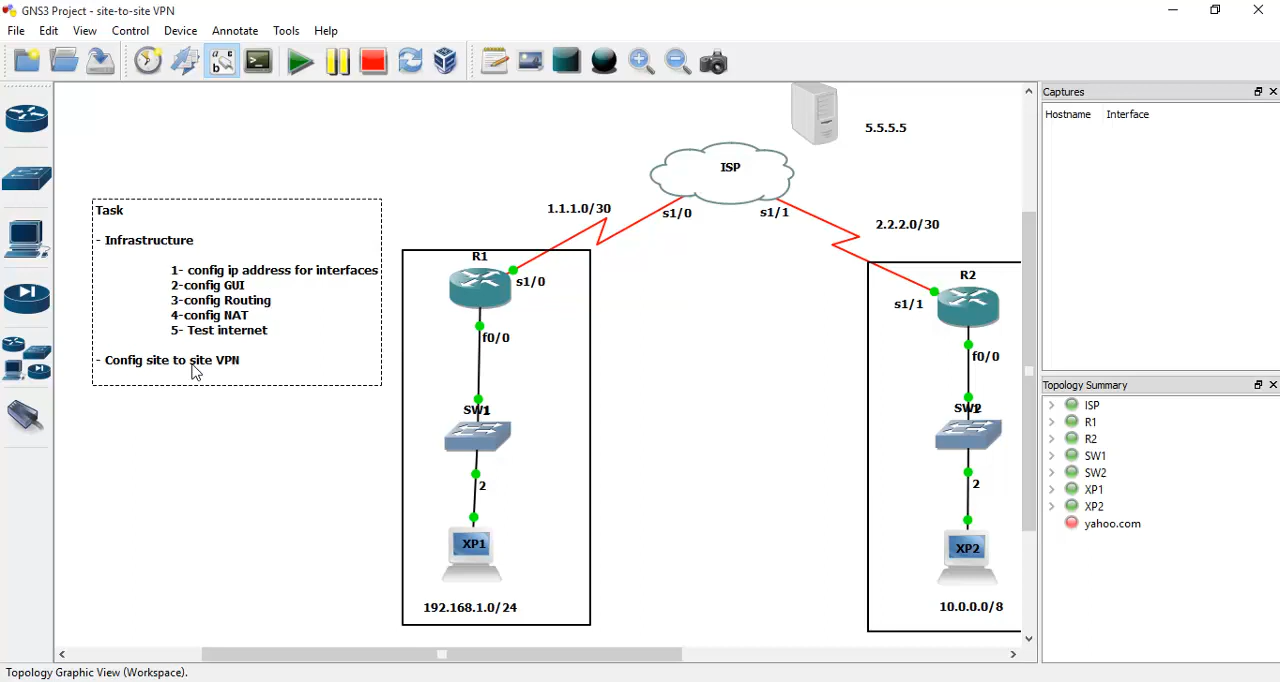 GNS3 Project - site-to-site VPN
File Edit View Control Device Annotate Tools Help
Captures
Hostname Interface
5.5.5.5
ISP
1.1.1.0/30
s1/0
s1/1
2.2.2.0/30
Task
- Infrastructure
1- config ip address for interfaces
2-config GUI
3-config Routing
4-config NAT
5- Test internet
- Config site to site VPN
R1
s1/0
f0/0
SW1
2
XP1
192.168.1.0/24
R2
s1/1
f0/0
SW2
2
XP2
10.0.0.0/8
Topology Summary
ISP
R1
R2
SW1
SW2
XP1
XP2
yahoo.com
Topology Graphic View (Workspace).